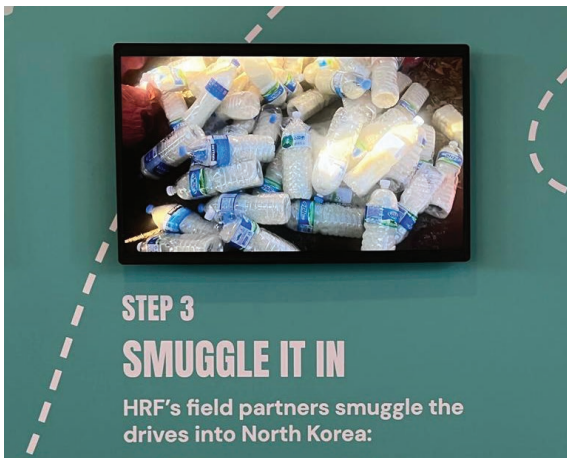 STEP 3
SMUGGLE IT IN
HRF’s field partners smuggle the
drives into North Korea: